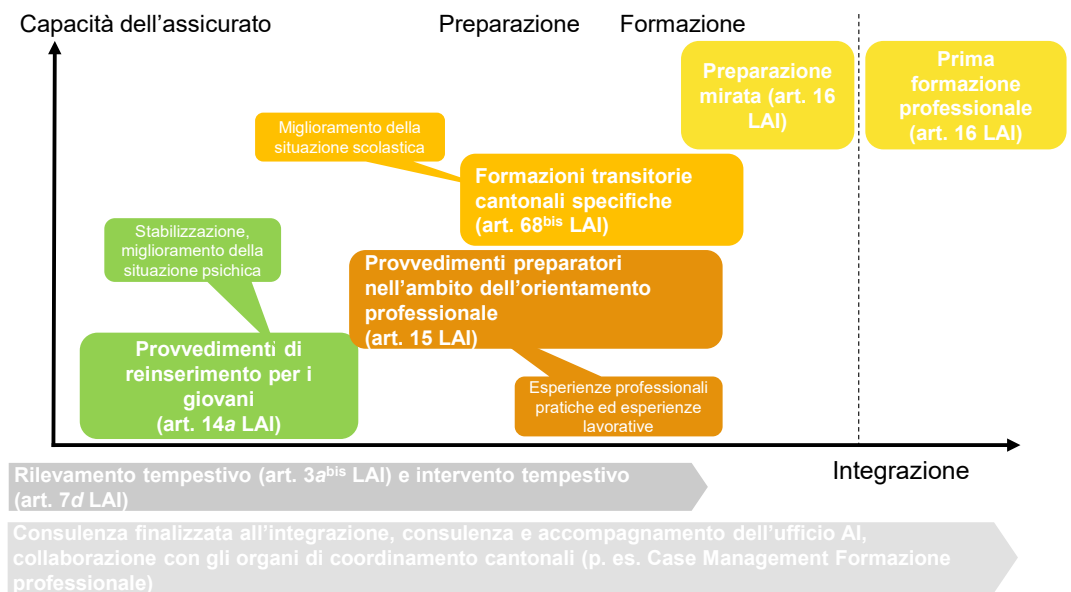 Capacità dell'assicurato
Preparazione
Formazione
Preparazione
mirata (art. 16
LAI)
Prima
formazione
professionale
(art. 16 LAI)
Miglioramento della
situazione scolastica
Formazioni transitorie
cantonali specifiche
(art. 68bis LAI)
Stabilizzazione,
miglioramento della
situazione psichica
Provvedimenti preparatori
nell'ambito dell'orientamento
professionale
(art. 15 LAI)
Provvedimenti di
reinserimento per i
giovani
(art. 14a LAI)
Esperienze professionali
pratiche ed esperienze
lavorative
Integrazione
Rilevamento tempestivo (art. 3abis LAI) e intervento tempestivo
(art. 7d LAI)
Consulenza finalizzata all'integrazione, consulenza e accompagnamento dell'ufficio AI,
collaborazione con gli organi di coordinamento cantonali (p. es. Case Management Formazione
professionale)